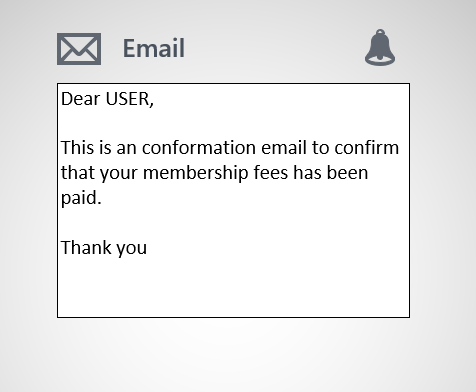 Email
Dear USER,
This is an conformation email to confirm
that your membership fees has been
paid.
Thank you